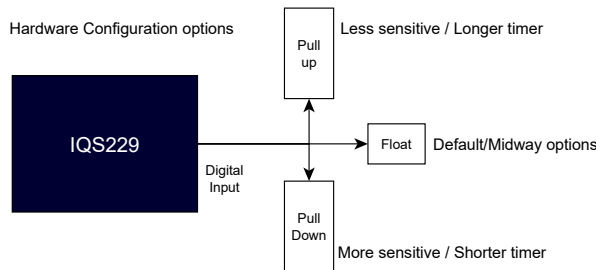 Hardware Configuration options
Less sensitive / Longer timer
Pull
up
IQS229
Float
Default/Midway options
Digital
Input
Pull
Down
More sensitive / Shorter timer